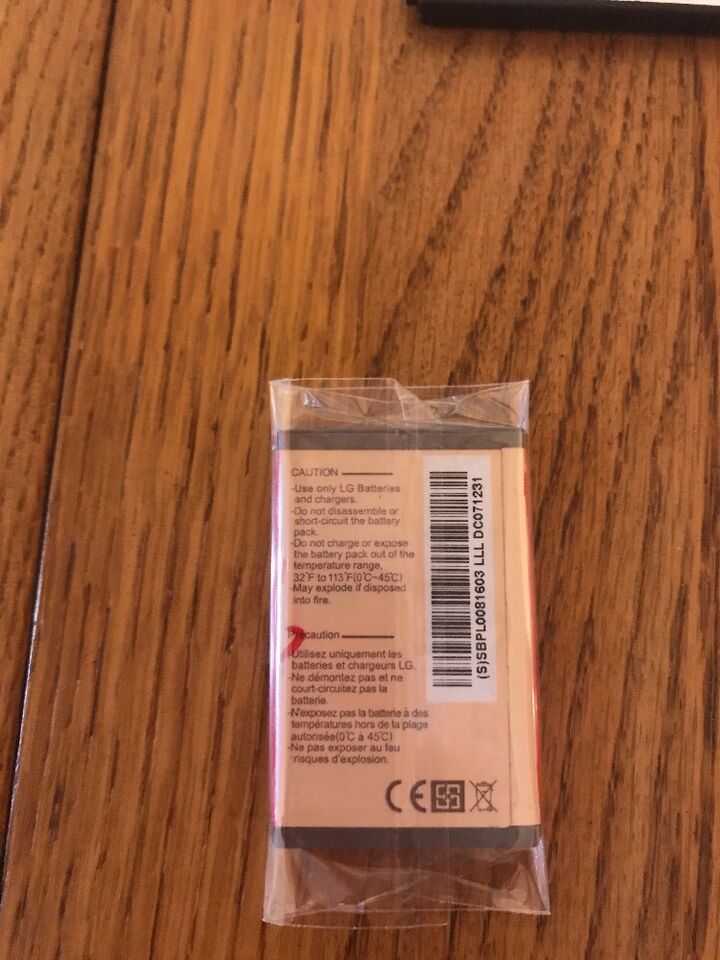 CAUTION
-Use only LG Batteries
and chargers.
-Do not disassemble or
short-circuit the battery
pack.
-Do not charge or expose
the battery pack out of the
temperature range,
32°F to 113°F(0℃~45℃)
-May explode if disposed
into fire.
Précaution
-Utilisez uniquement les
batteries et chargeurs LG.
-Ne démontez pas et ne
court-circuitez pas la
batterie.
-N'exposez pas la batterie à des
températures hors de la plage
autorisée(0℃ à 45℃)
-Ne pas exposer au feu
risques d'explosion.
CE
(S)SBPL0081603 LLL DC071231